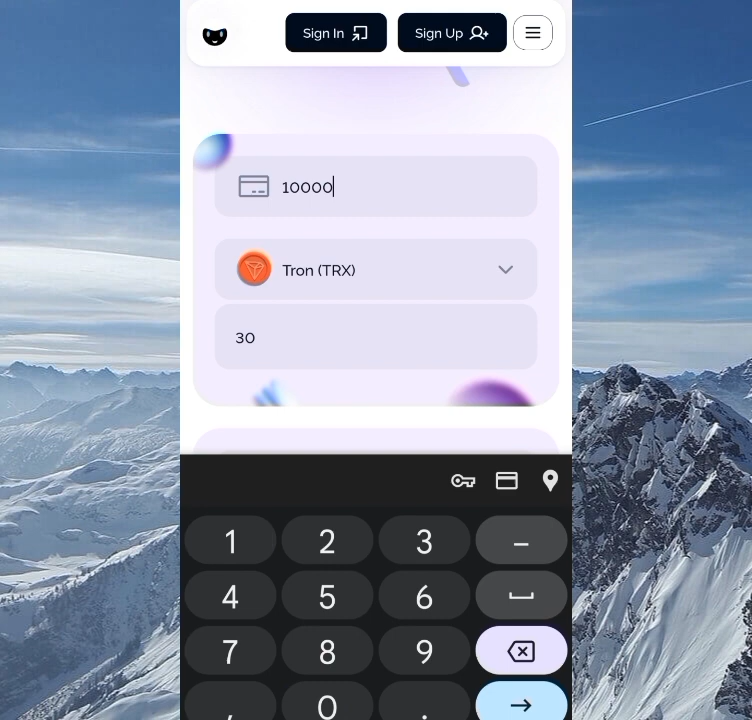 Sign In
Sign Up
10000
Tron (TRX)
30
1 2 3 –
4 5 6
7 8 9
, 0 .